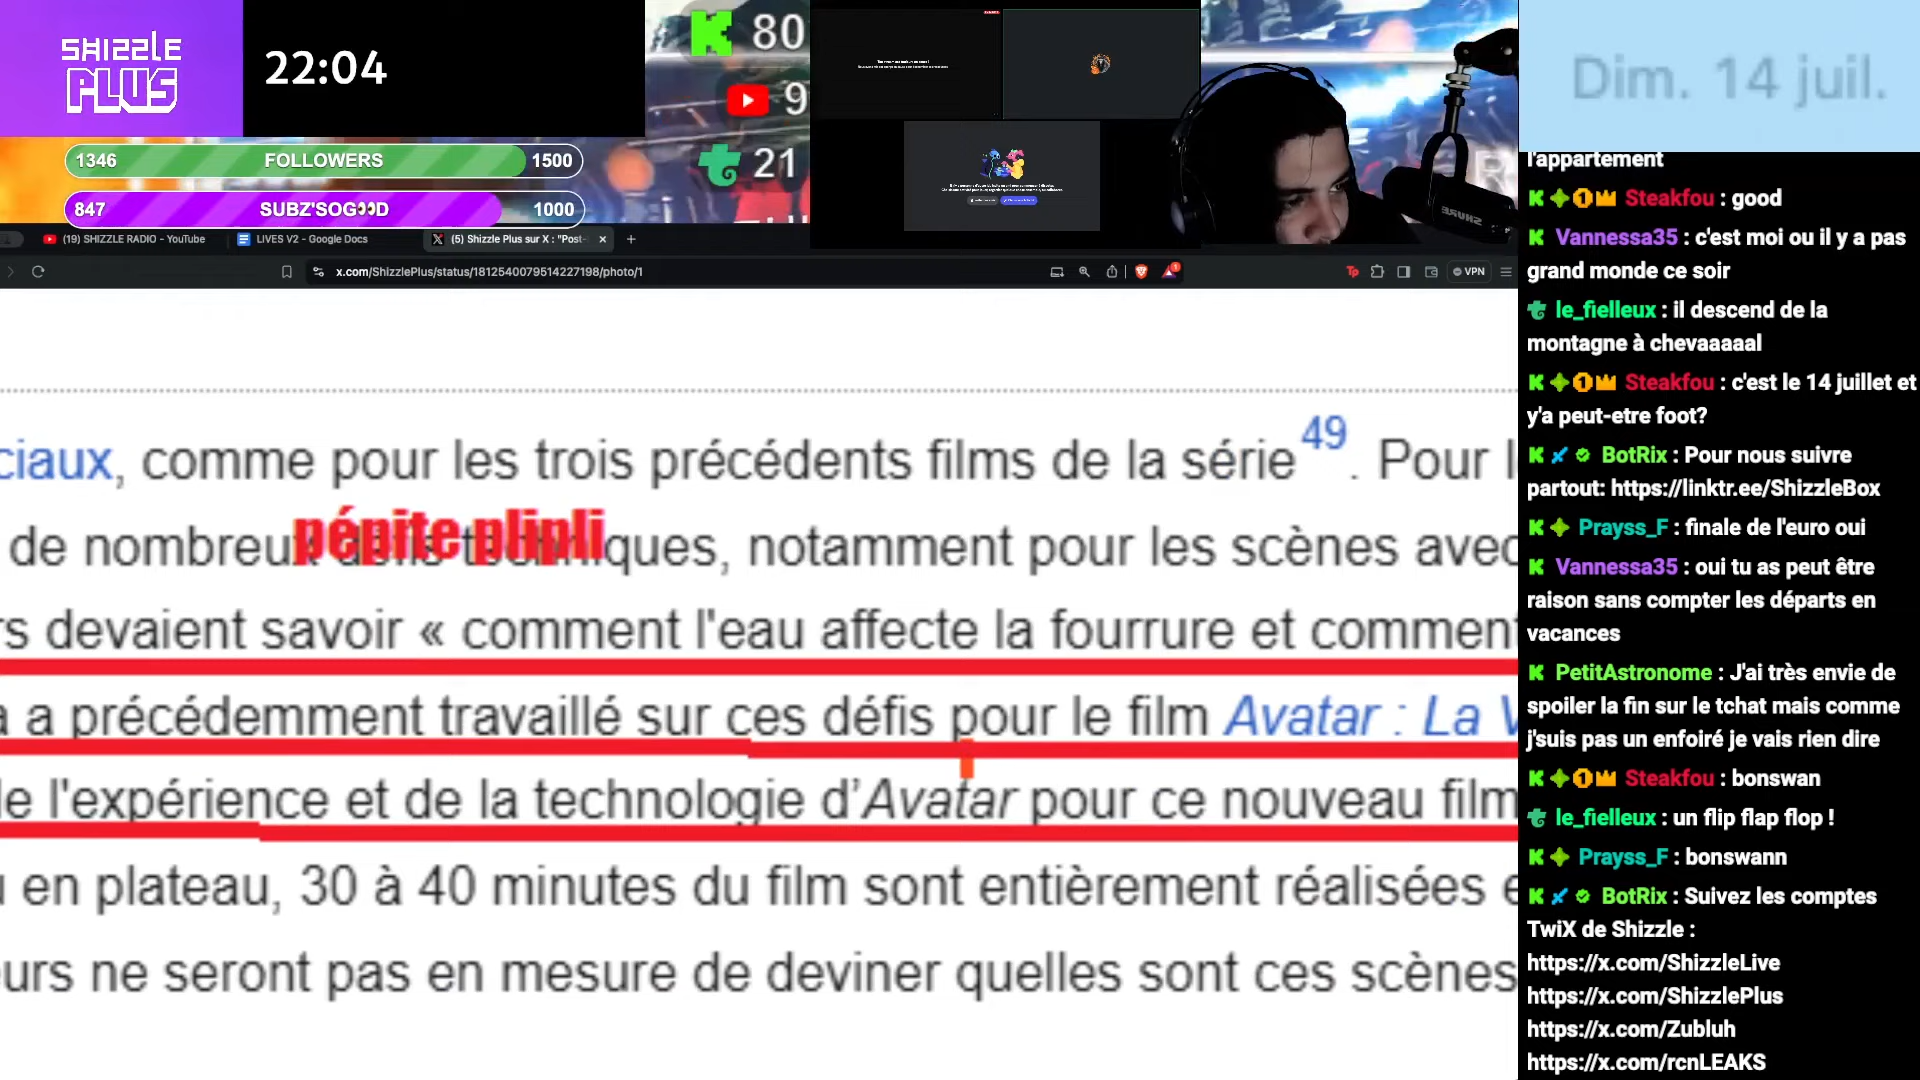 SHIZZLE
PLUS
22:04
80
9
21
1346 FOLLOWERS 1500
847 SUBZ'SOG👀D 1000
Dim. 14 juil.
(19) SHIZZLE RADIO - YouTube
LIVES V2 - Google Docs
(5) Shizzle Plus sur X : "Post-
x.com/ShizzlePlus/status/1812540079514227198/photo/1
VPN
SHURE
ciaux, comme pour les trois précédents films de la série49. Pour l
de nombreux défis techniques, notamment pour les scènes avec
pépite plipli
rs devaient savoir « comment l'eau affecte la fourrure et comment
a a précédemment travaillé sur ces défis pour le film Avatar : La V
le l'expérience et de la technologie d'Avatar pour ce nouveau film
u en plateau, 30 à 40 minutes du film sont entièrement réalisées e
eurs ne seront pas en mesure de deviner quelles sont ces scènes
l'appartement
Steakfou : good
Vannessa35 : c'est moi ou il y a pas
grand monde ce soir
le_fielleux : il descend de la
montagne à chevaaaaal
Steakfou : c'est le 14 juillet et
y'a peut-etre foot?
BotRix : Pour nous suivre
partout: https://linktr.ee/ShizzleBox
Prayss_F : finale de l'euro oui
Vannessa35 : oui tu as peut être
raison sans compter les départs en
vacances
PetitAstronome : J'ai très envie de
spoiler la fin sur le tchat mais comme
j'suis pas un enfoiré je vais rien dire
Steakfou : bonswan
le_fielleux : un flip flap flop !
Prayss_F : bonswann
BotRix : Suivez les comptes
TwiX de Shizzle :
https://x.com/ShizzleLive
https://x.com/ShizzlePlus
https://x.com/Zubluh
https://x.com/rcnLEAKS